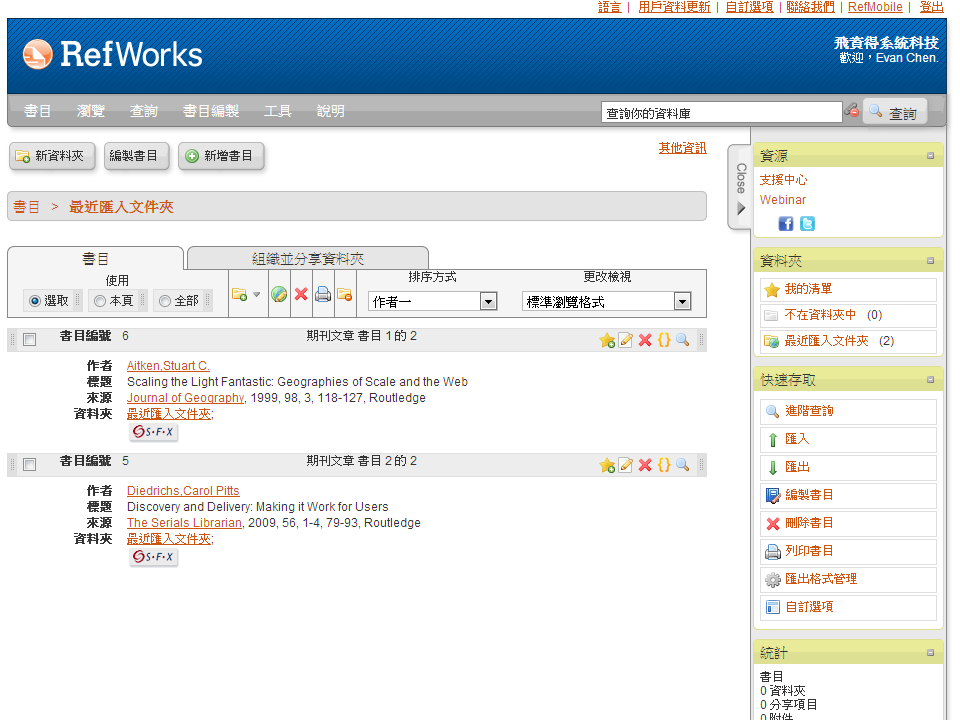 語言 | 用戶資料更新 | 自訂選項 | 聯絡我們 | RefMobile | 登出
RefWorks
飛資得系統科技
歡迎，Evan Chen.
書目 瀏覽 查詢 書目編製 工具 說明
查詢你的資料庫
查詢
新資料夾 編製書目 新增書目
其他資訊
Close
書目 > 最近匯入文件夾
書目 組織並分享資料夾
使用
選取 本頁 全部
排序方式
作者一
更改檢視
標準瀏覽格式
書目編號 6 期刊文章 書目 1 的 2
作者 Aitken,Stuart C.
標題 Scaling the Light Fantastic: Geographies of Scale and the Web
來源 Journal of Geography, 1999, 98, 3, 118-127, Routledge
資料夾 最近匯入文件夾;
S·F·X
書目編號 5 期刊文章 書目 2 的 2
作者 Diedrichs,Carol Pitts
標題 Discovery and Delivery: Making it Work for Users
來源 The Serials Librarian, 2009, 56, 1-4, 79-93, Routledge
資料夾 最近匯入文件夾;
S·F·X
資源
支援中心
Webinar
資料夾
我的清單
不在資料夾中 (0)
最近匯入文件夾 (2)
快速存取
進階查詢
匯入
匯出
編製書目
刪除書目
列印書目
匯出格式管理
自訂選項
統計
書目
0 資料夾
0 分享項目
0 附件